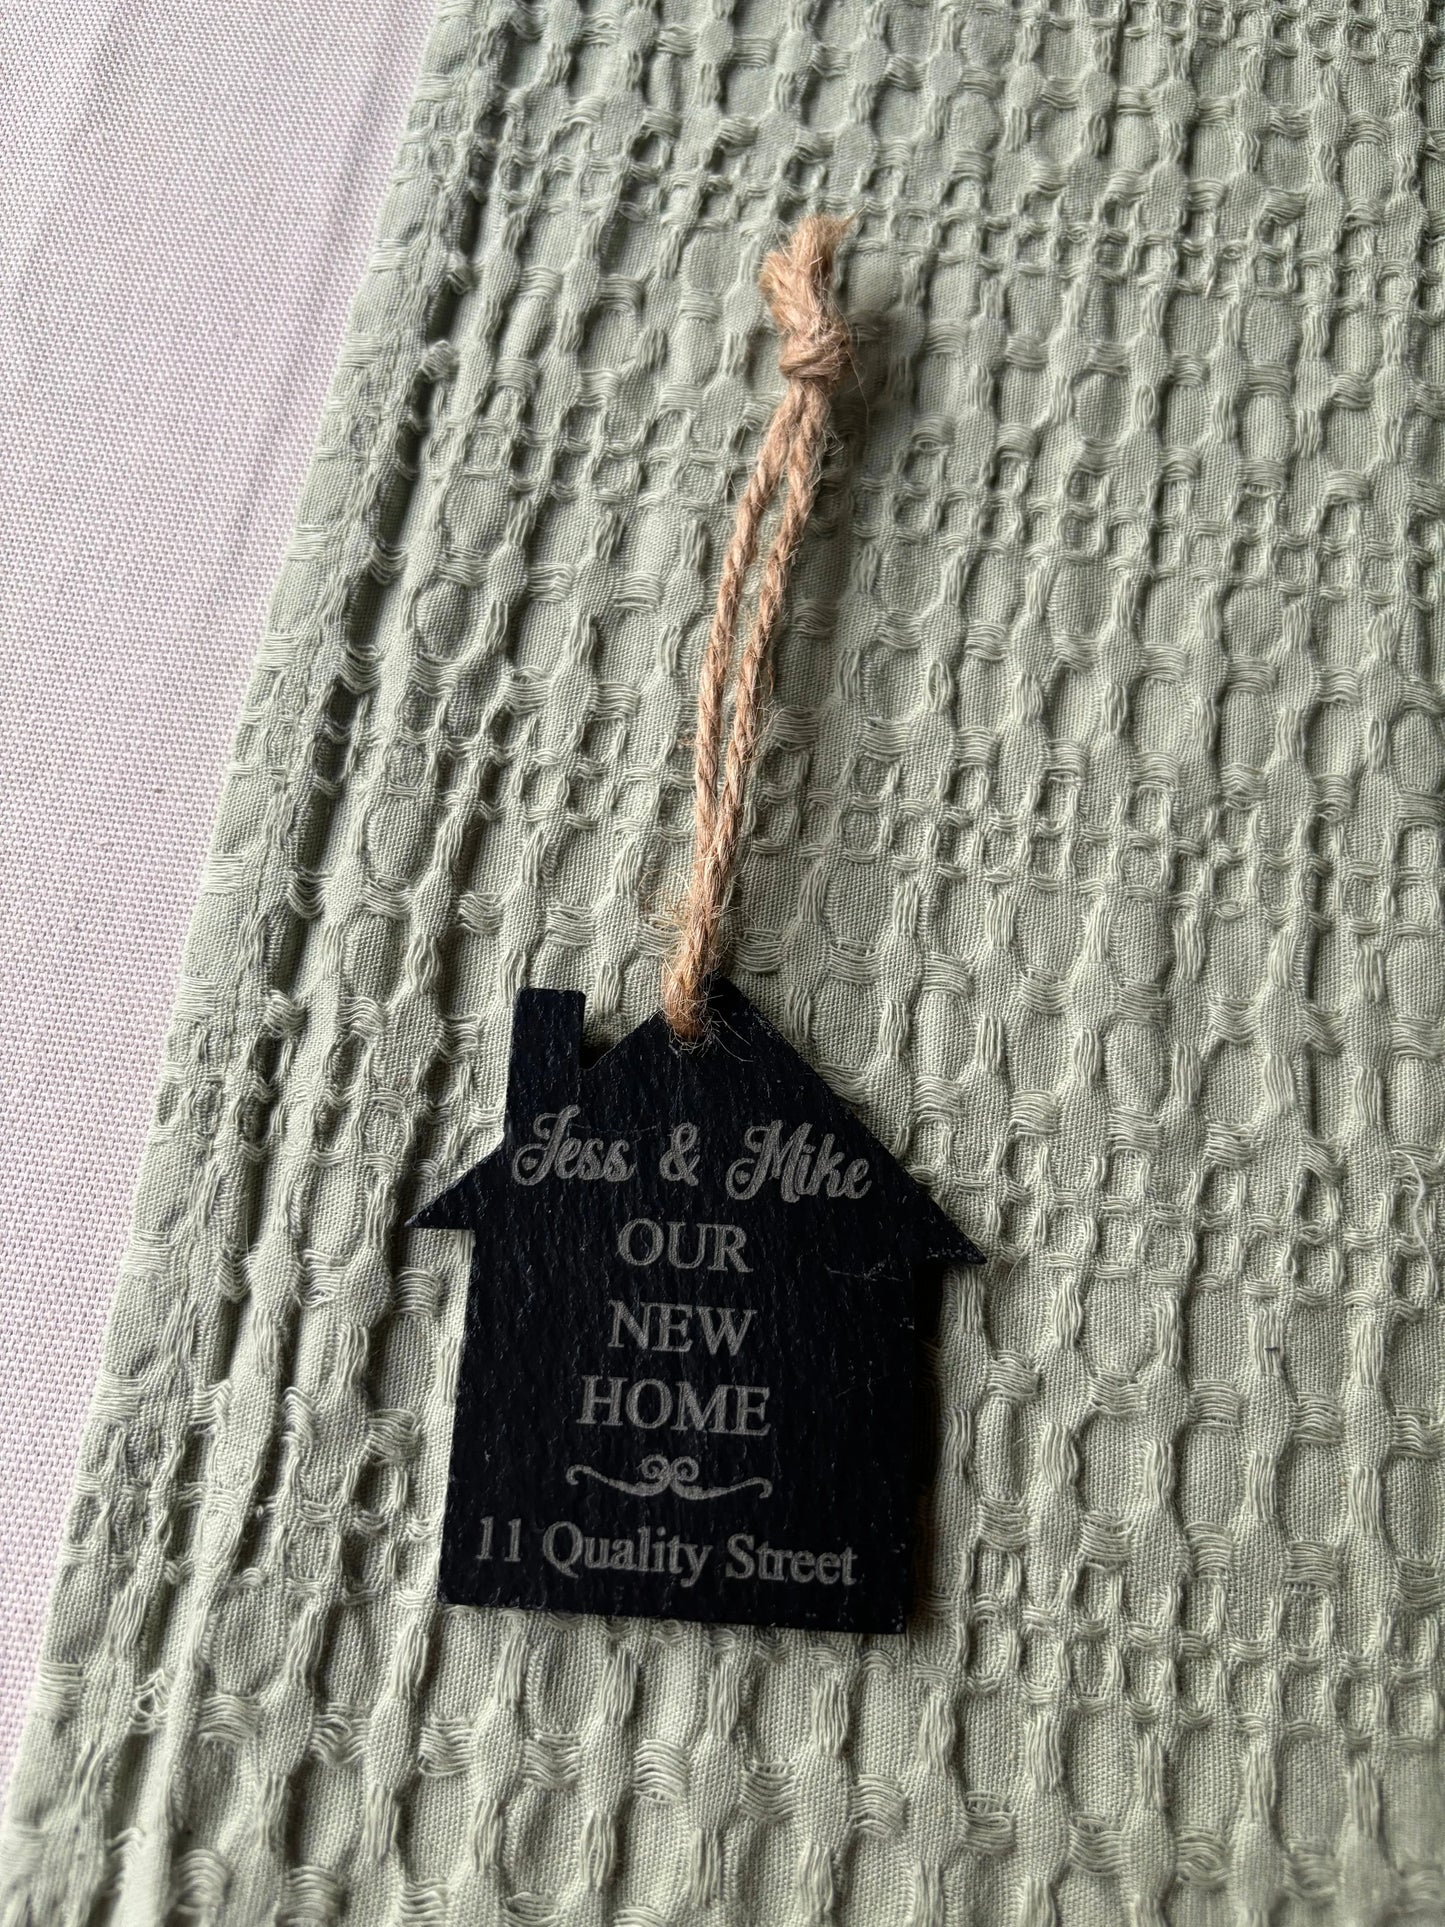 Jess & Mike
OUR
NEW
HOME
11 Quality Street